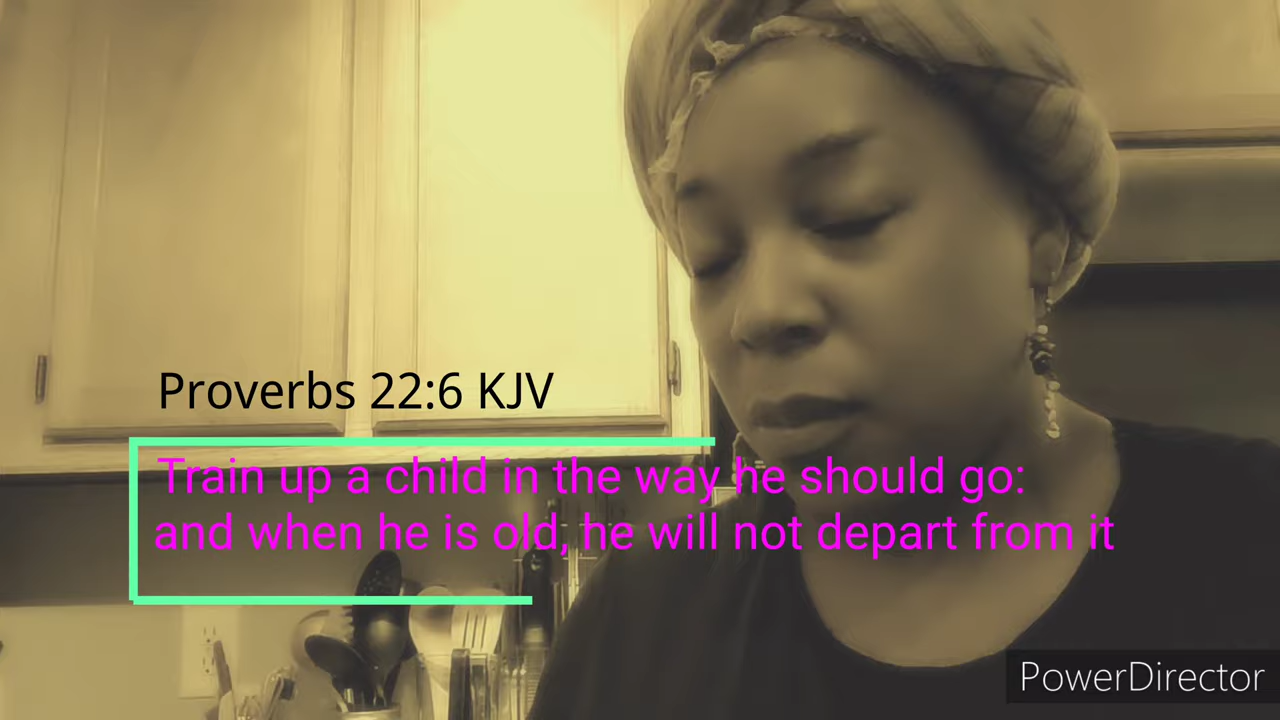 Proverbs 22:6 KJV
Train up a child in the way he should go:
and when he is old, he will not depart from it
PowerDirector